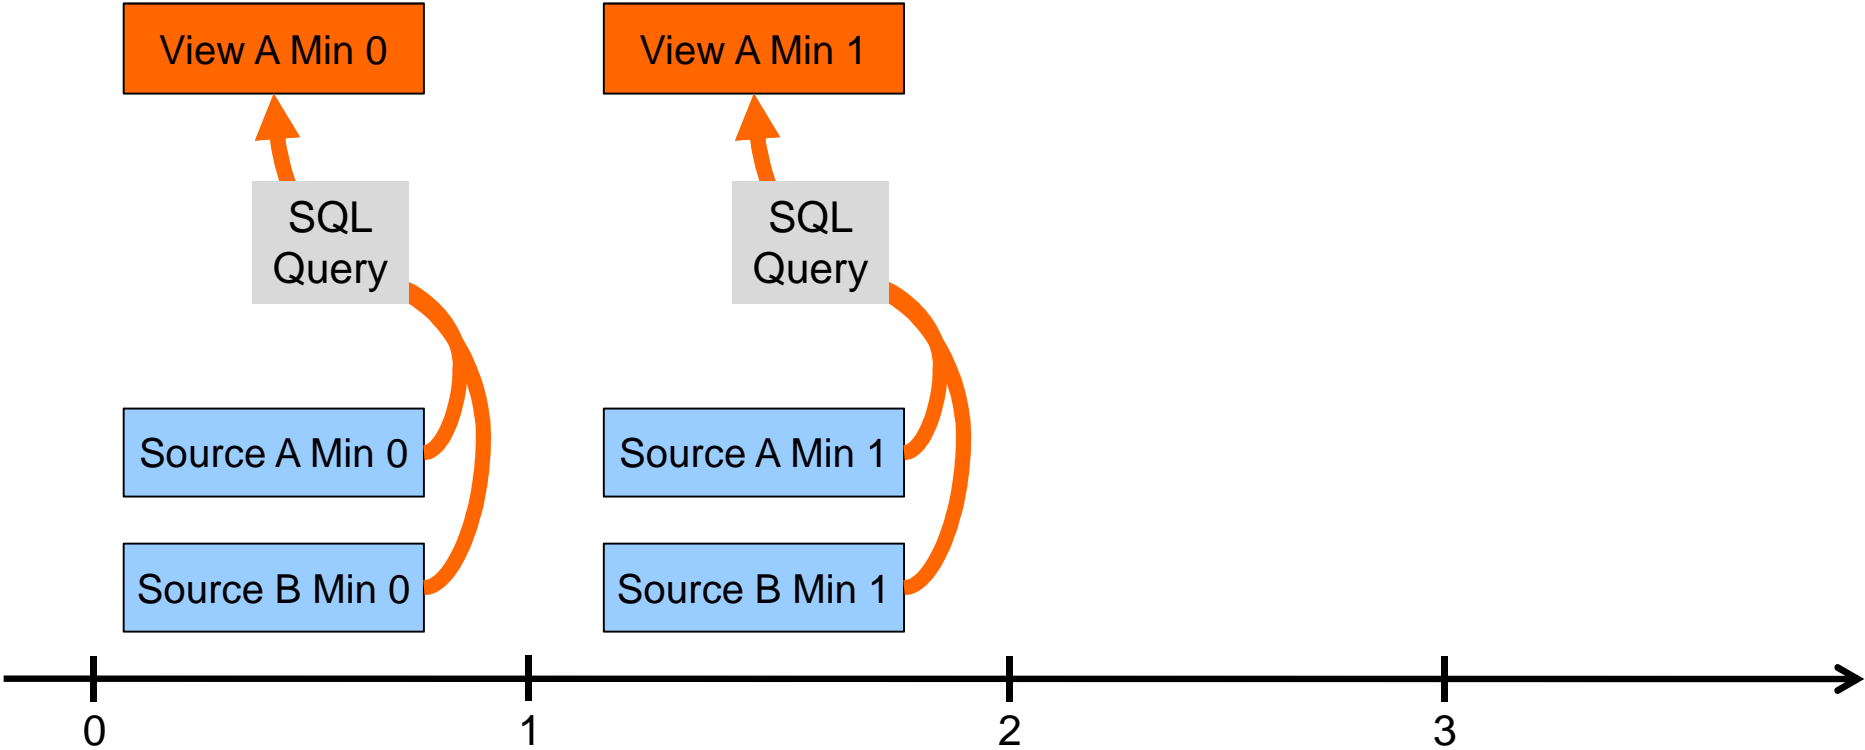 View A Min 0
View A Min 1
SQL
Query
SQL
Query
Source A Min 0
Source A Min 1
Source B Min 0
Source B Min 1
0
1
2
3